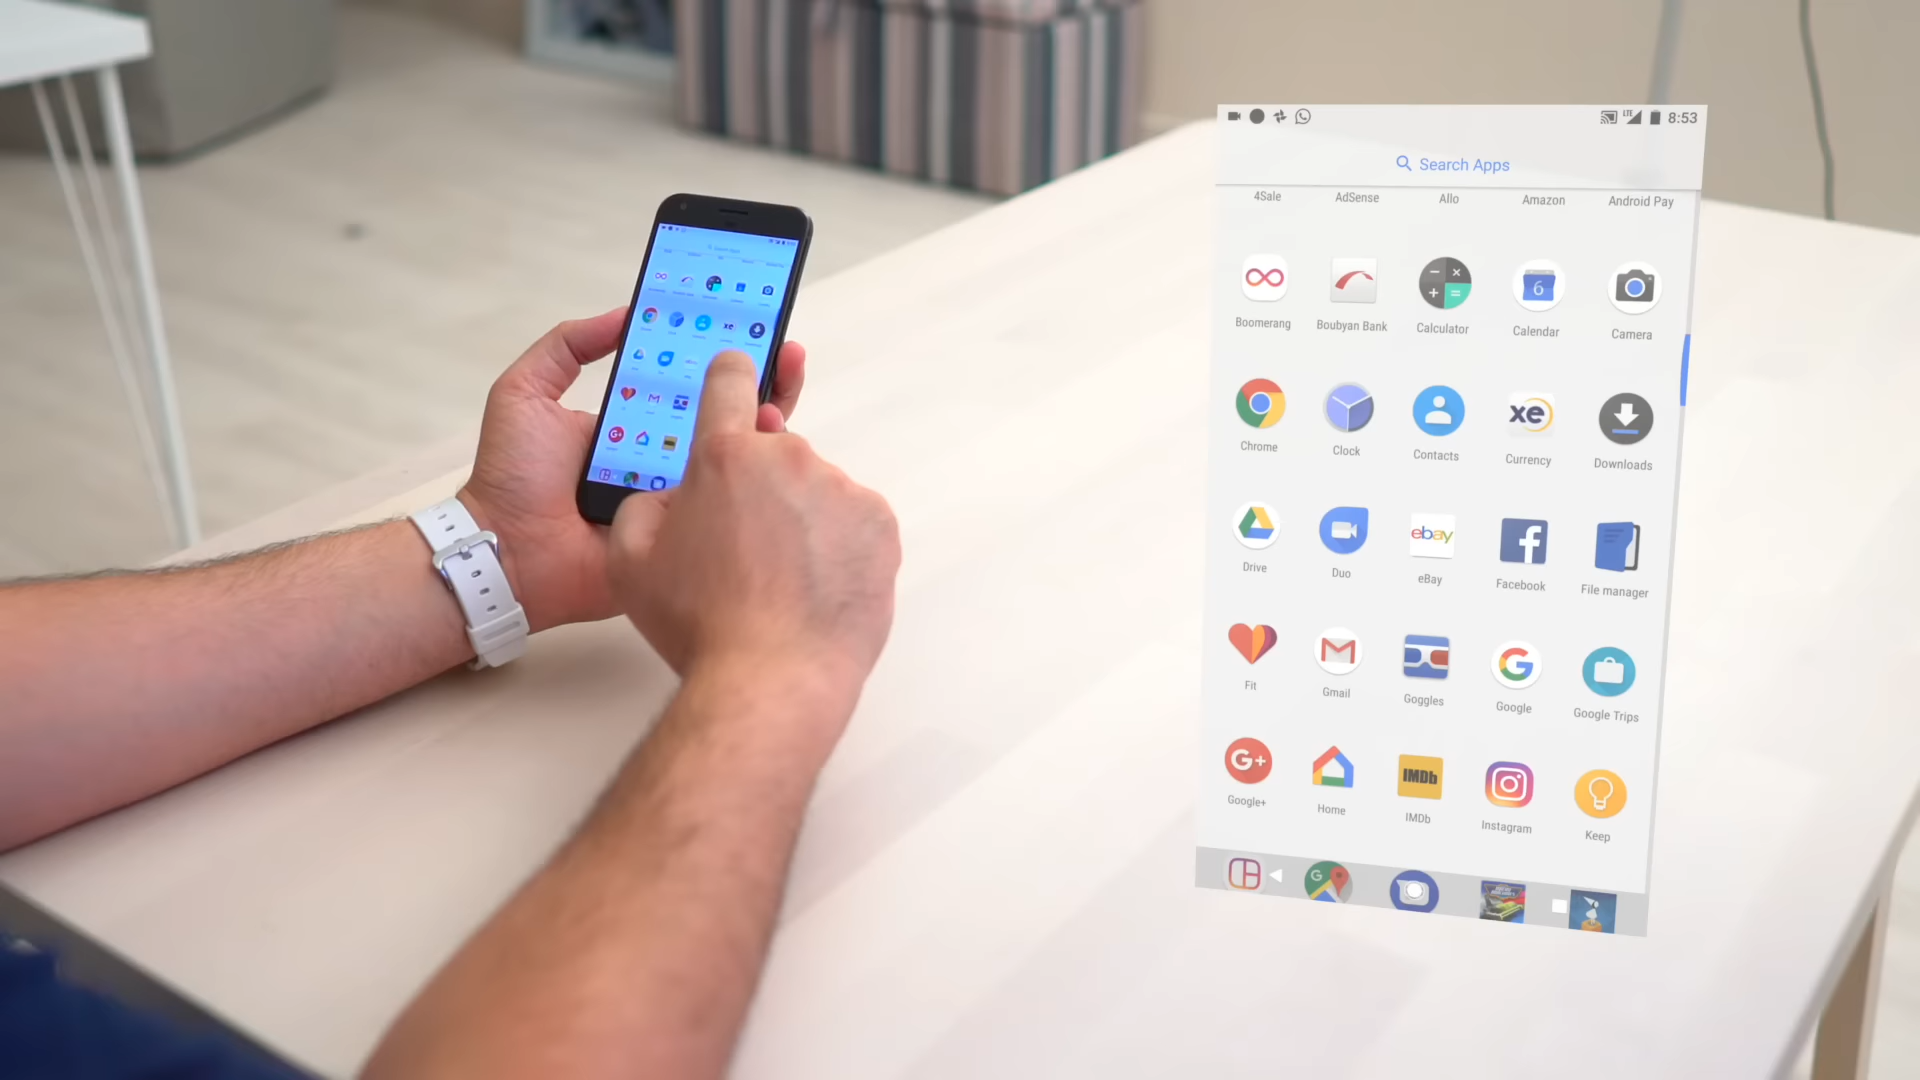 LTE 8:53
Search Apps
4Sale AdSense Allo Amazon Android Pay
6
Boomerang Boubyan Bank Calculator Calendar Camera
xe
Chrome Clock Contacts Currency Downloads
ebay f
Drive Duo eBay Facebook File manager
G
Fit Gmail Goggles Google Google Trips
G+ IMDb
Google+ Home IMDb Instagram Keep
G